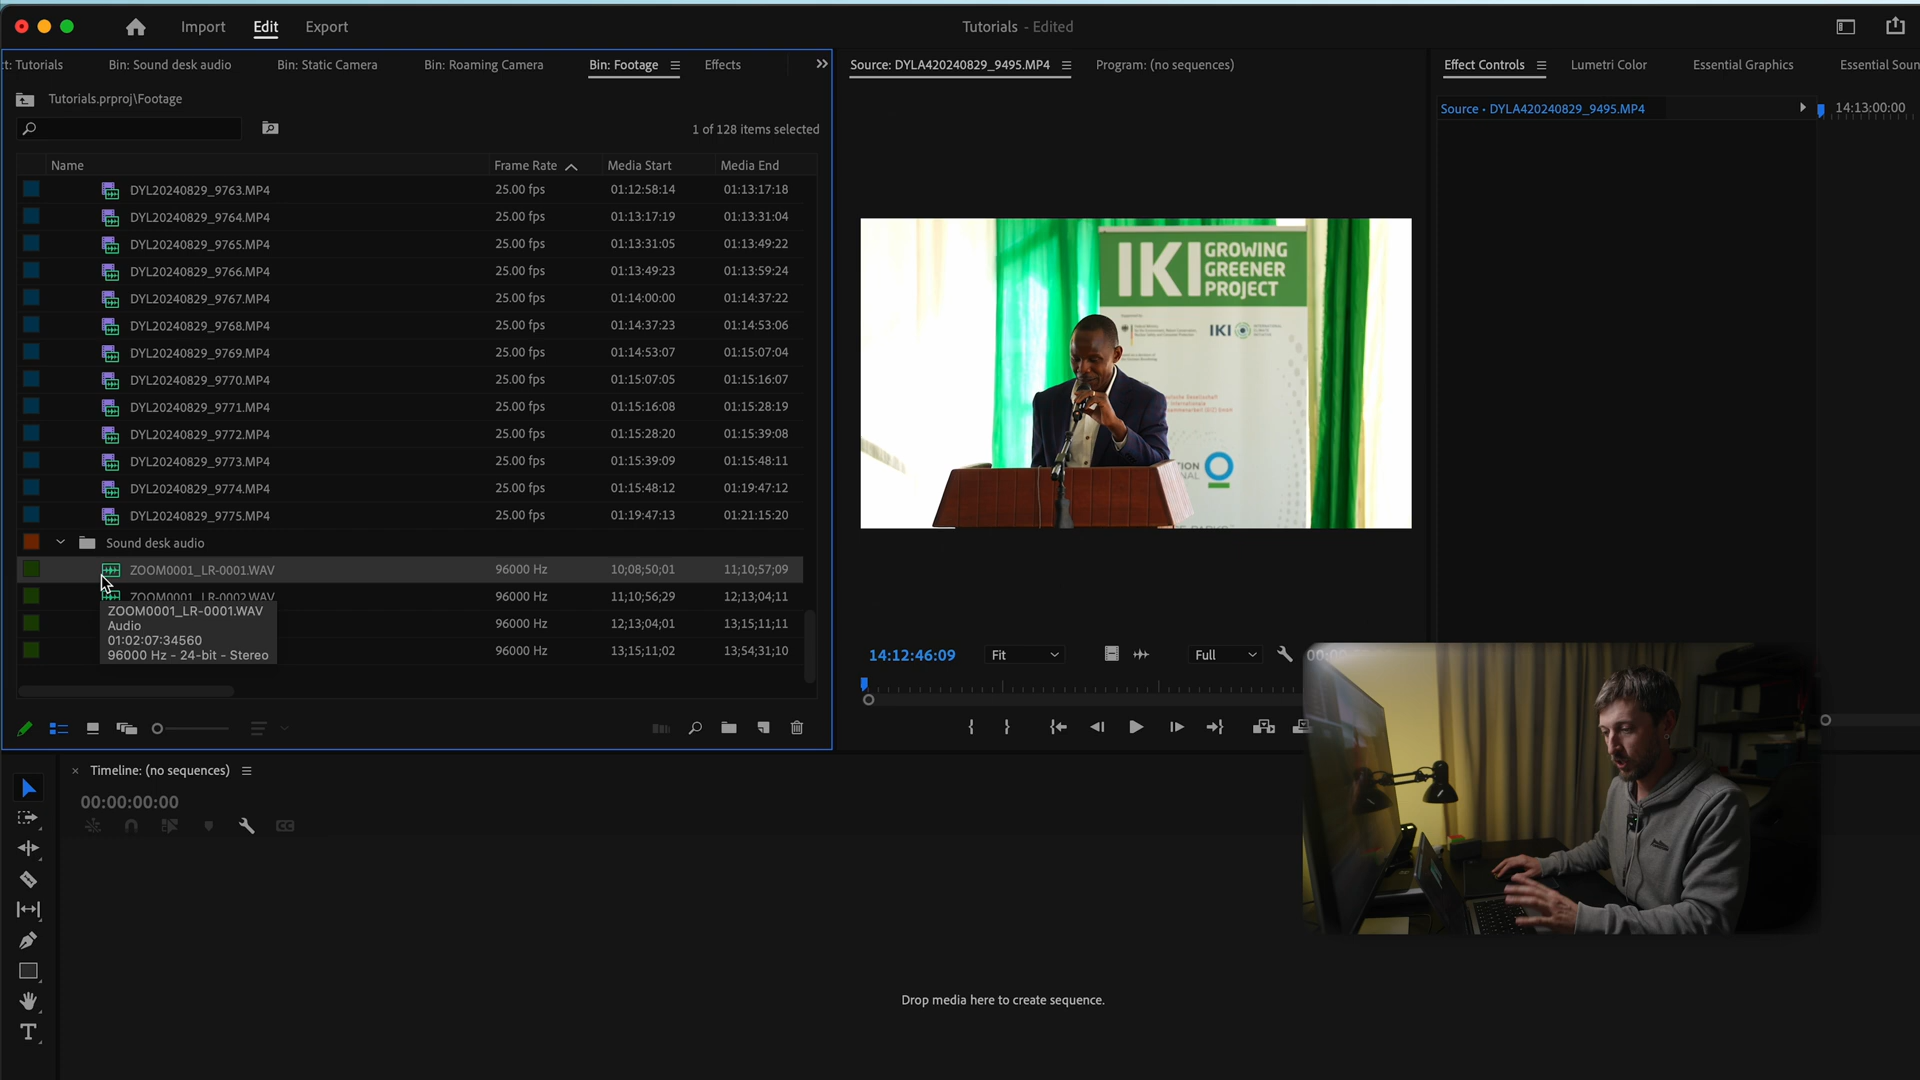 Import
Edit
Export
Tutorials - Edited
ct: Tutorials
Bin: Sound desk audio
Bin: Static Camera
Bin: Roaming Camera
Bin: Footage
Effects
Source: DYLA420240829_9495.MP4
Program: (no sequences)
Effect Controls
Lumetri Color
Essential Graphics
Essential Soun
Tutorials.prproj\Footage
1 of 128 items selected
Source • DYLA420240829_9495.MP4
14:13:00:00
Name Frame Rate Media Start Media End
DYL20240829_9763.MP4 25.00 fps 01:12:58:14 01:13:17:18
DYL20240829_9764.MP4 25.00 fps 01:13:17:19 01:13:31:04
DYL20240829_9765.MP4 25.00 fps 01:13:31:05 01:13:49:22
DYL20240829_9766.MP4 25.00 fps 01:13:49:23 01:13:59:24
DYL20240829_9767.MP4 25.00 fps 01:14:00:00 01:14:37:22
DYL20240829_9768.MP4 25.00 fps 01:14:37:23 01:14:53:06
DYL20240829_9769.MP4 25.00 fps 01:14:53:07 01:15:07:04
DYL20240829_9770.MP4 25.00 fps 01:15:07:05 01:15:16:07
DYL20240829_9771.MP4 25.00 fps 01:15:16:08 01:15:28:19
DYL20240829_9772.MP4 25.00 fps 01:15:28:20 01:15:39:08
DYL20240829_9773.MP4 25.00 fps 01:15:39:09 01:15:48:11
DYL20240829_9774.MP4 25.00 fps 01:15:48:12 01:19:47:12
DYL20240829_9775.MP4 25.00 fps 01:19:47:13 01:21:15:20
Sound desk audio
ZOOM0001_LR-0001.WAV 96000 Hz 10;08;50;01 11;10;57;09
ZOOM0001_LR-0002.WAV 96000 Hz 11;10;56;29 12;13;04;11
96000 Hz 12;13;04;01 13;15;11;11
96000 Hz 13;15;11;02 13;54;31;10
ZOOM0001_LR-0001.WAV
Audio
01:02:07:34560
96000 Hz - 24-bit - Stereo
IKI GROWING
GREENER
PROJECT
IKI
14:12:46:09
Fit
Full
Timeline: (no sequences)
00:00:00:00
CC
Drop media here to create sequence.
T